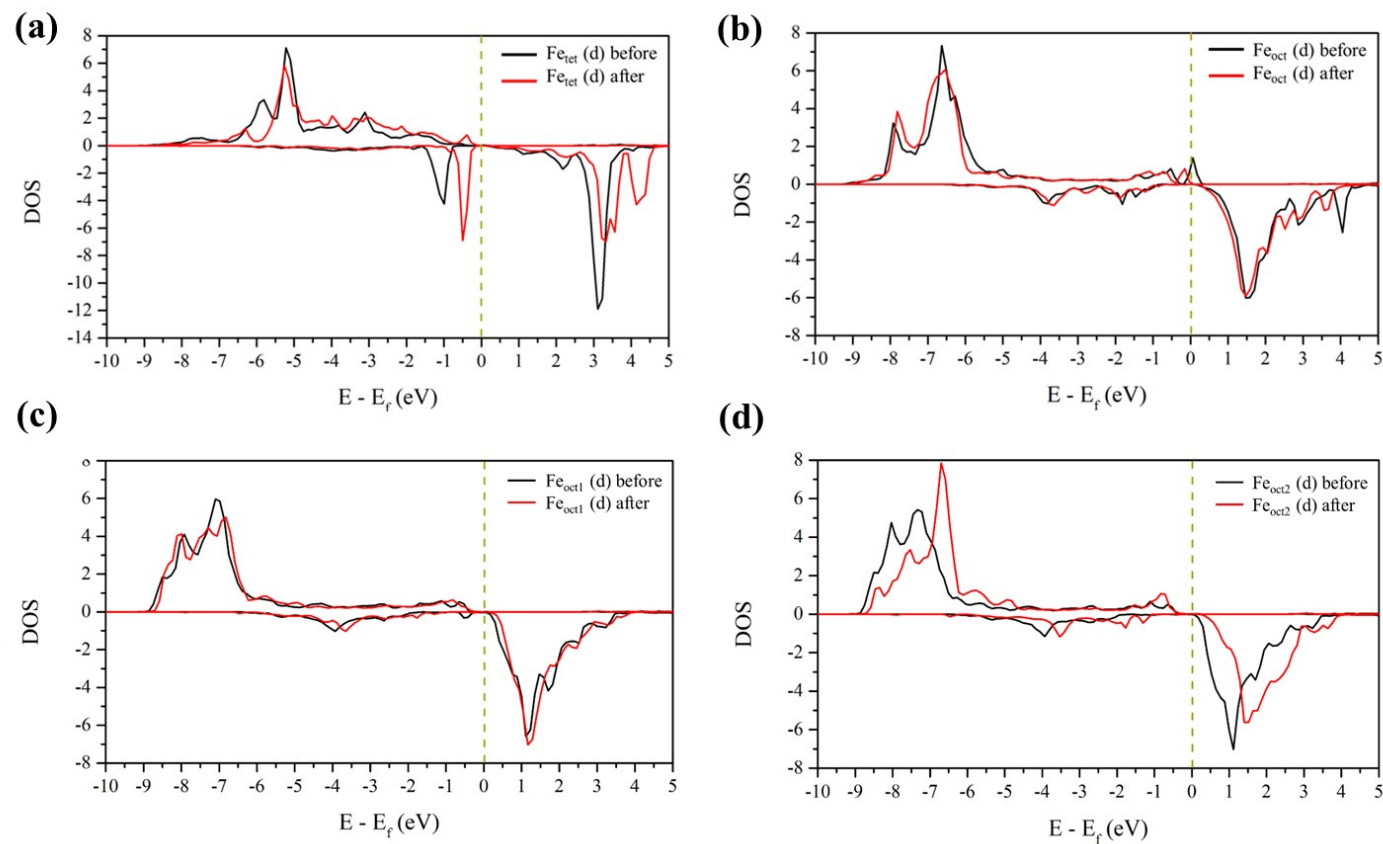 (a)
8
6
4
2
0
-2
-4
-6
-8
-10
-12
-14
DOS
Fe_tet (d) before
Fe_tet (d) after
-10 -9 -8 -7 -6 -5 -4 -3 -2 -1 0 1 2 3 4 5
E - E_f (eV)
(b)
8
6
4
2
0
-2
-4
-6
-8
DOS
Fe_oct (d) before
Fe_oct (d) after
-10 -9 -8 -7 -6 -5 -4 -3 -2 -1 0 1 2 3 4 5
E - E_f (eV)
(c)
6
4
2
0
-2
-4
-6
-8
DOS
Fe_oct1 (d) before
Fe_oct1 (d) after
-10 -9 -8 -7 -6 -5 -4 -3 -2 -1 0 1 2 3 4 5
E - E_f (eV)
(d)
8
6
4
2
0
-2
-4
-6
-8
DOS
Fe_oct2 (d) before
Fe_oct2 (d) after
-10 -9 -8 -7 -6 -5 -4 -3 -2 -1 0 1 2 3 4 5
E - E_f (eV)